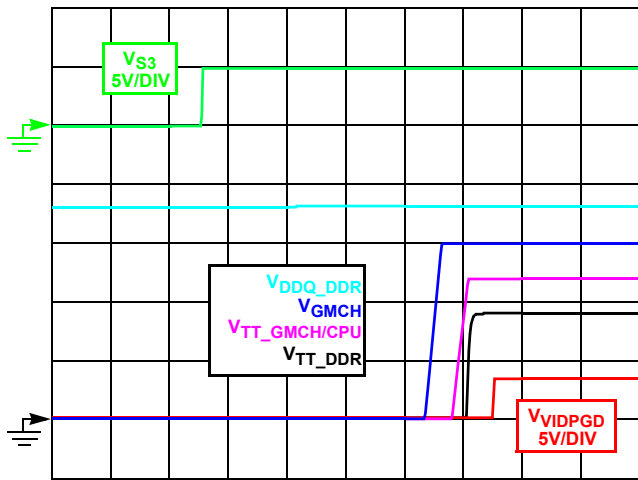 VS3
5V/DIV
VDDQ_DDR
VGMCH
VTT_GMCH/CPU
VTT_DDR
VVIDPGD
5V/DIV